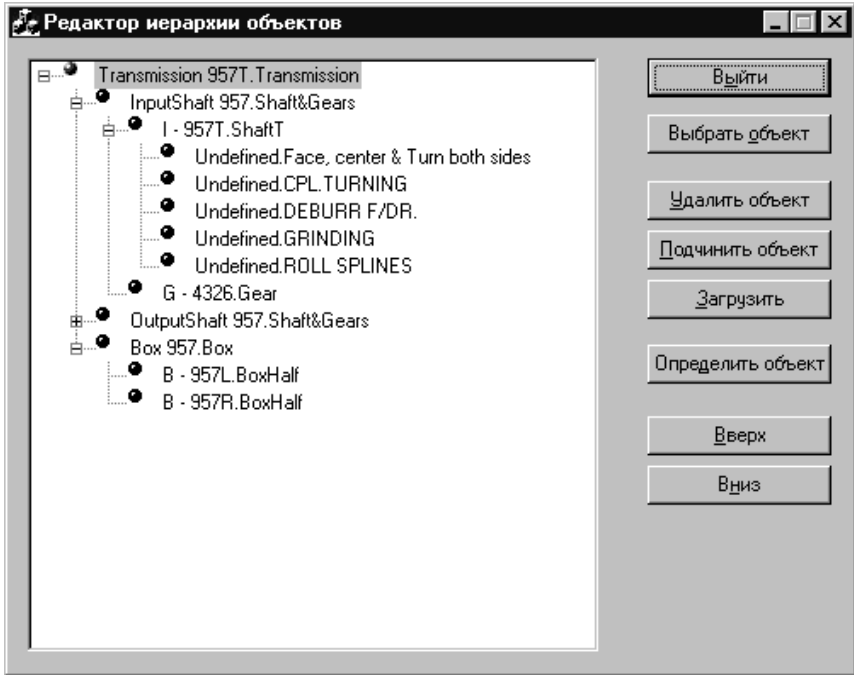 Редактор иерархии объектов
Transmission 957T.Transmission
InputShaft 957.Shaft&Gears
I - 957T.ShaftT
Undefined.Face, center & Turn both sides
Undefined.CPL.TURNING
Undefined.DEBURR F/DR.
Undefined.GRINDING
Undefined.ROLL SPLINES
G - 4326.Gear
OutputShaft 957.Shaft&Gears
Box 957.Box
B - 957L.BoxHalf
B - 957R.BoxHalf
Выйти
Выбрать объект
Удалить объект
Подчинить объект
Загрузить
Определить объект
Вверх
Вниз